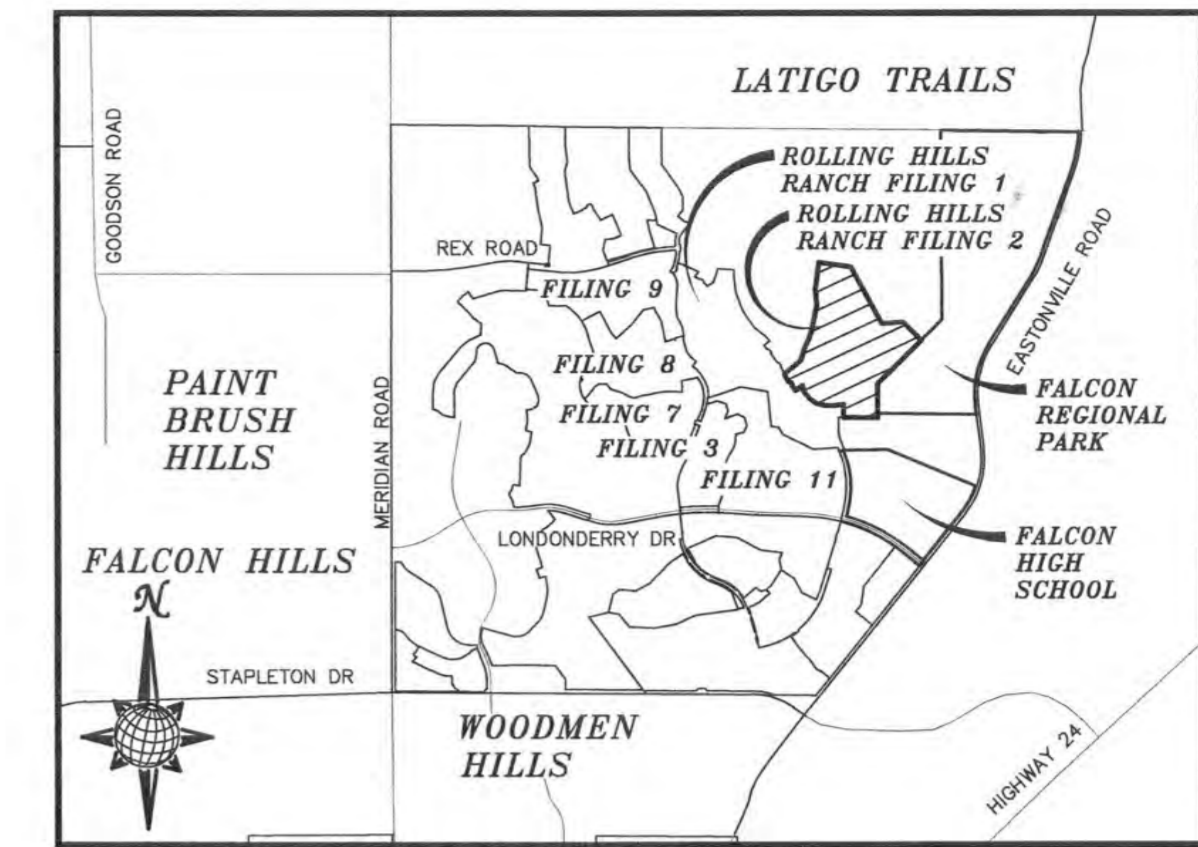 LATIGO TRAILS
GOODSON ROAD
ROLLING HILLS
RANCH FILING 1
ROLLING HILLS
RANCH FILING 2
REX ROAD
EASTONVILLE ROAD
FILING 9
FILING 8
PAINT
BRUSH
HILLS
MERIDIAN ROAD
FILING 7
FILING 3
FALCON
REGIONAL
PARK
FILING 11
LONDONDERRY DR
FALCON HILLS
FALCON
HIGH
SCHOOL
N
STAPLETON DR
WOODMEN
HILLS
HIGHWAY 24